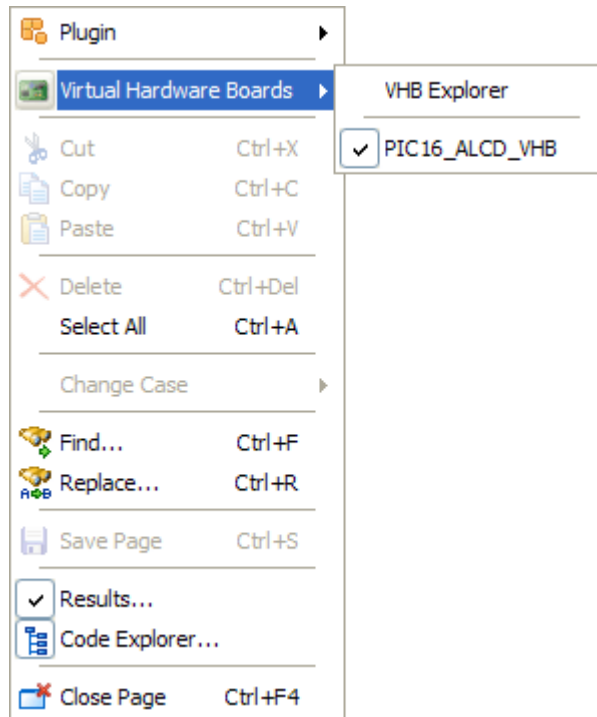 Plugin
Virtual Hardware Boards
VHB Explorer
PIC16_ALCD_VHB
Cut Ctrl+X
Copy Ctrl+C
Paste Ctrl+V
Delete Ctrl+Del
Select All Ctrl+A
Change Case
Find... Ctrl+F
A B
Replace... Ctrl+R
Save Page Ctrl+S
Results...
Code Explorer...
Close Page Ctrl+F4